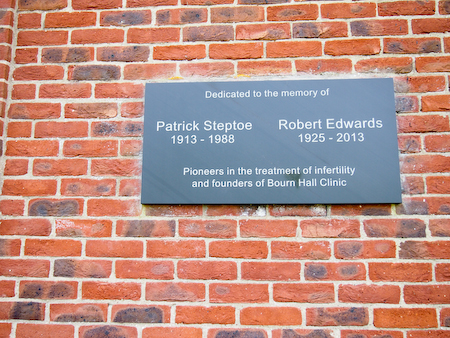 Dedicated to the memory of
Patrick Steptoe Robert Edwards
1913 - 1988 1925 - 2013
Pioneers in the treatment of infertility
and founders of Bourn Hall Clinic